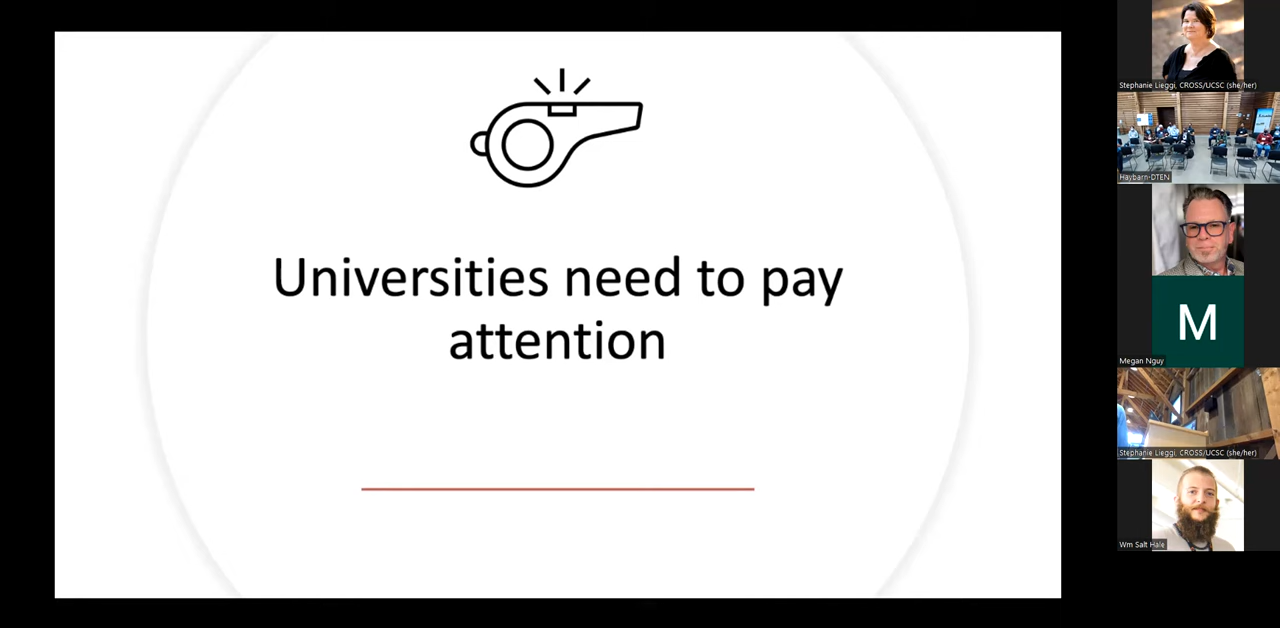 Universities need to pay
attention
Stephanie Lieggi, CROSS/UCSC (she/her)
Haybarn-DTEN
M
Megan Nguy
Stephanie Lieggi, CROSS/UCSC (she/her)
Wm Salt Hale